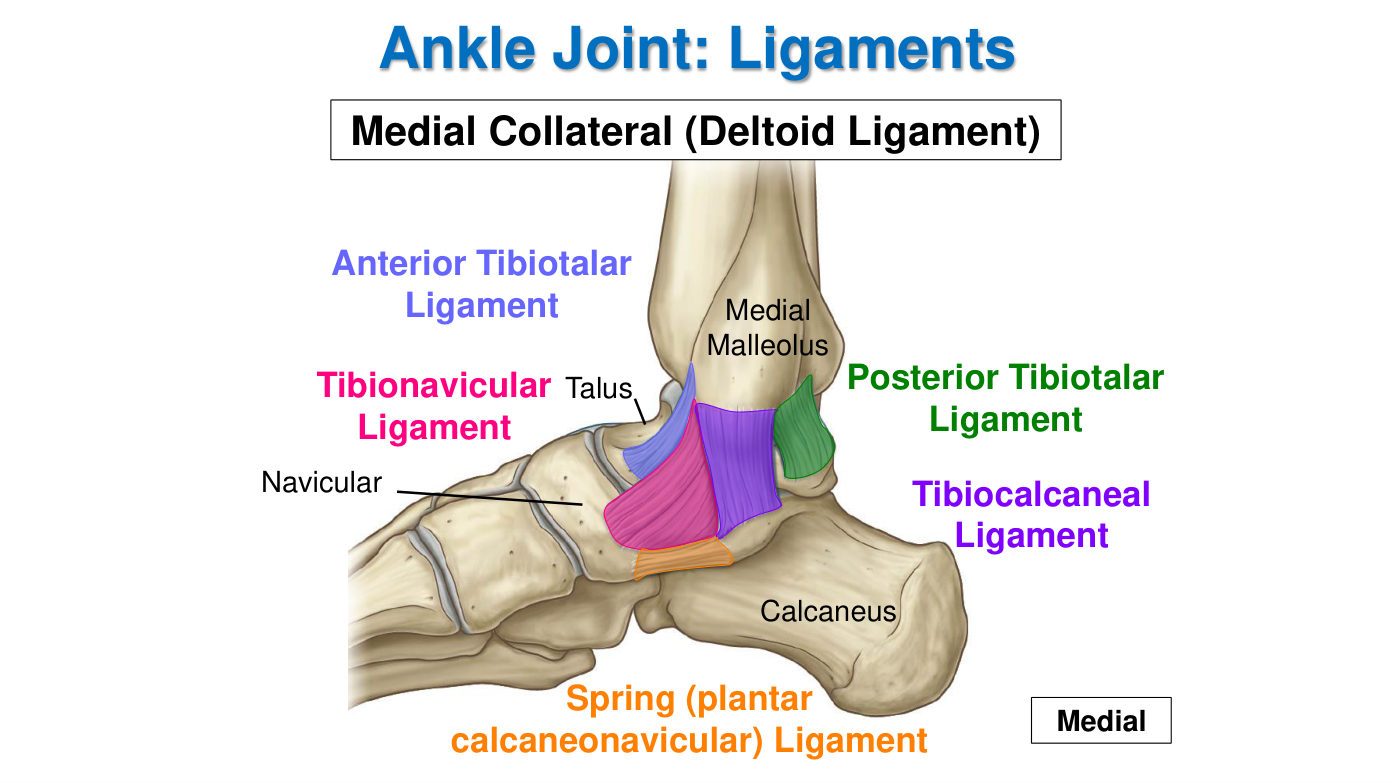 Ankle Joint: Ligaments
Medial Collateral (Deltoid Ligament)
Anterior Tibiotalar
Ligament
Medial
Malleolus
Tibionavicular
Ligament
Talus
Posterior Tibiotalar
Ligament
Navicular
Tibiocalcaneal
Ligament
Calcaneus
Spring (plantar
calcaneonavicular) Ligament
Medial